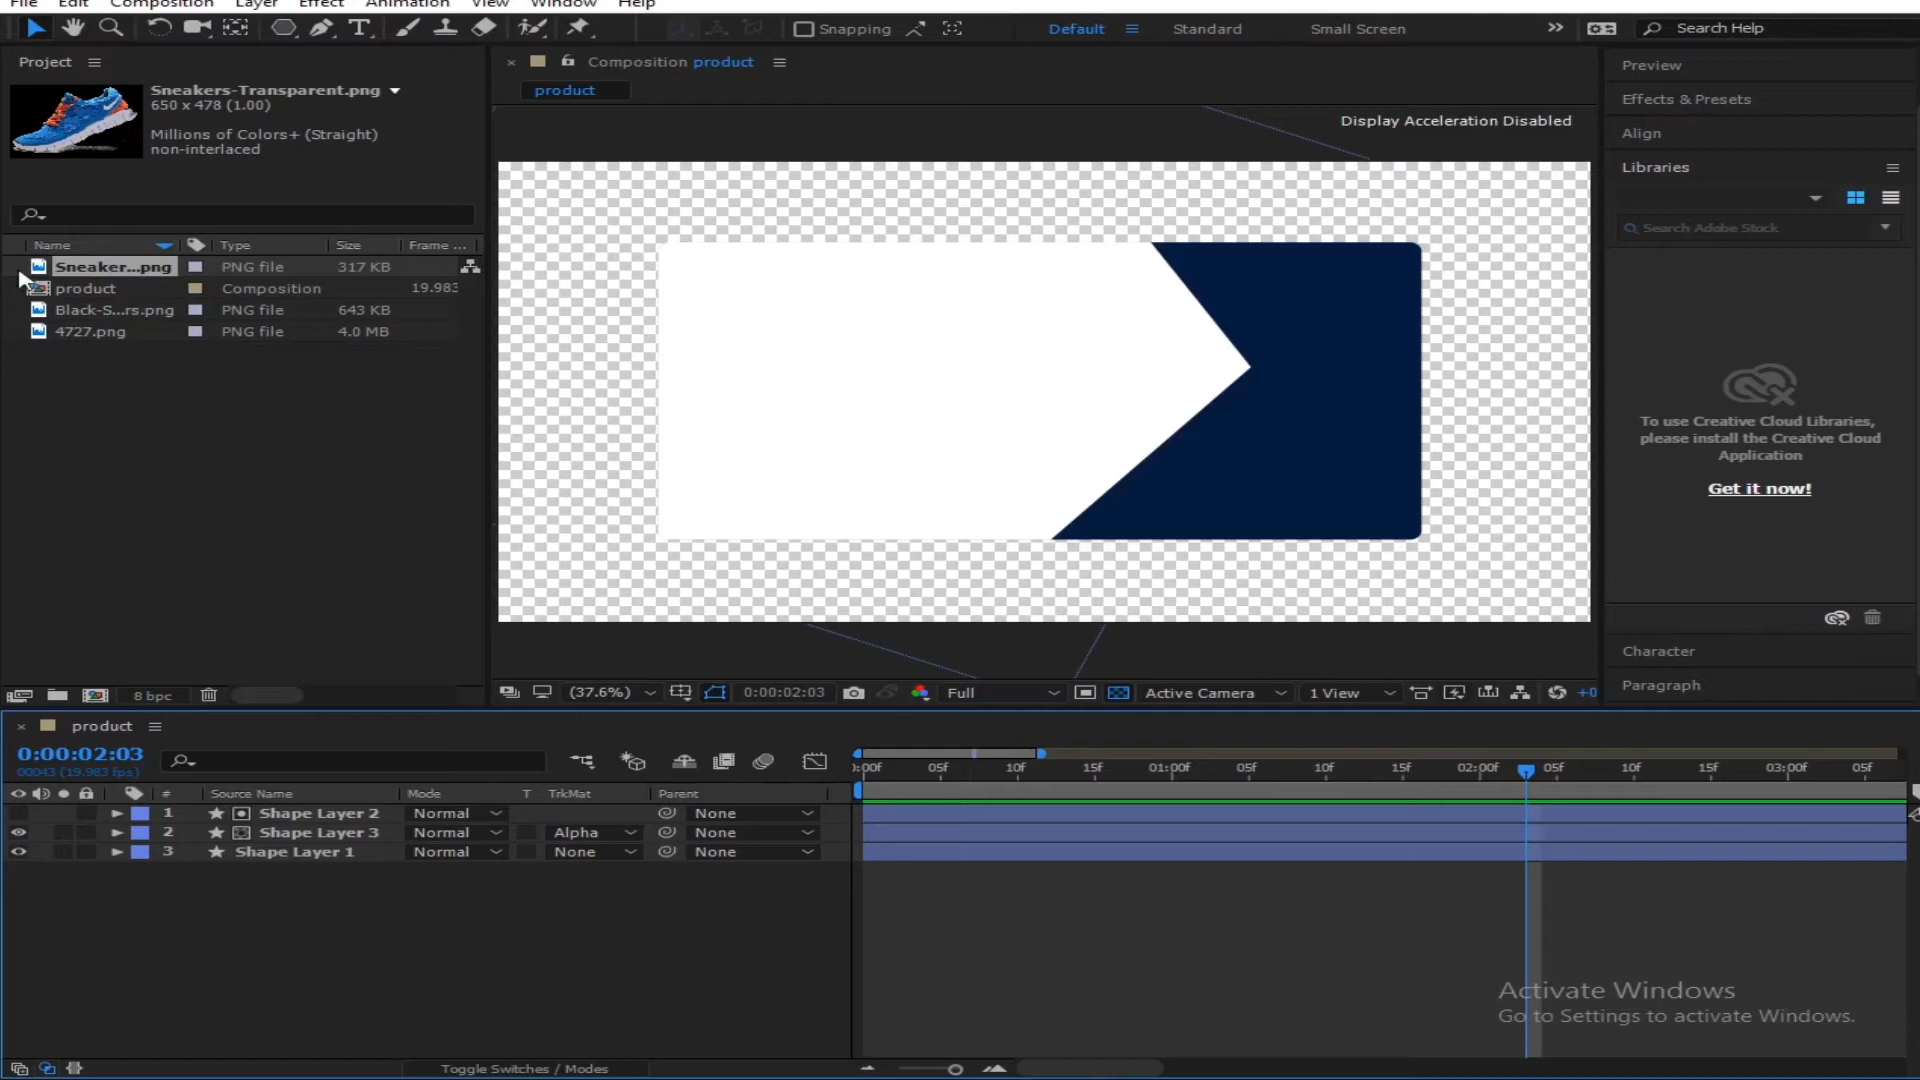 File Edit Composition Layer Effect Animation View Window Help
Snapping Default Standard Small Screen Search Help
Project
Sneakers-Transparent.png
650 x 478 (1.00)
Millions of Colors+ (Straight)
non-interlaced
Name Type Size Frame ...
Sneaker...png PNG file 317 KB
product Composition 19.983
Black-S...rs.png PNG file 643 KB
4727.png PNG file 4.0 MB
8 bpc
Composition product
product
Display Acceleration Disabled
(37.6%) 0:00:02:03 Full Active Camera 1 View +0
Preview
Effects & Presets
Align
Libraries
Search Adobe Stock
To use Creative Cloud Libraries,
please install the Creative Cloud
Application
Get it now!
Character
Paragraph
product
0:00:02:03
00043 (19.983 fps)
:00f 05f 10f 15f 01:00f 05f 10f 15f 02:00f 05f 10f 15f 03:00f 05f
# Source Name Mode T TrkMat Parent
1 Shape Layer 2 Normal None
2 Shape Layer 3 Normal Alpha None
3 Shape Layer 1 Normal None None
Activate Windows
Go to Settings to activate Windows.
Toggle Switches / Modes